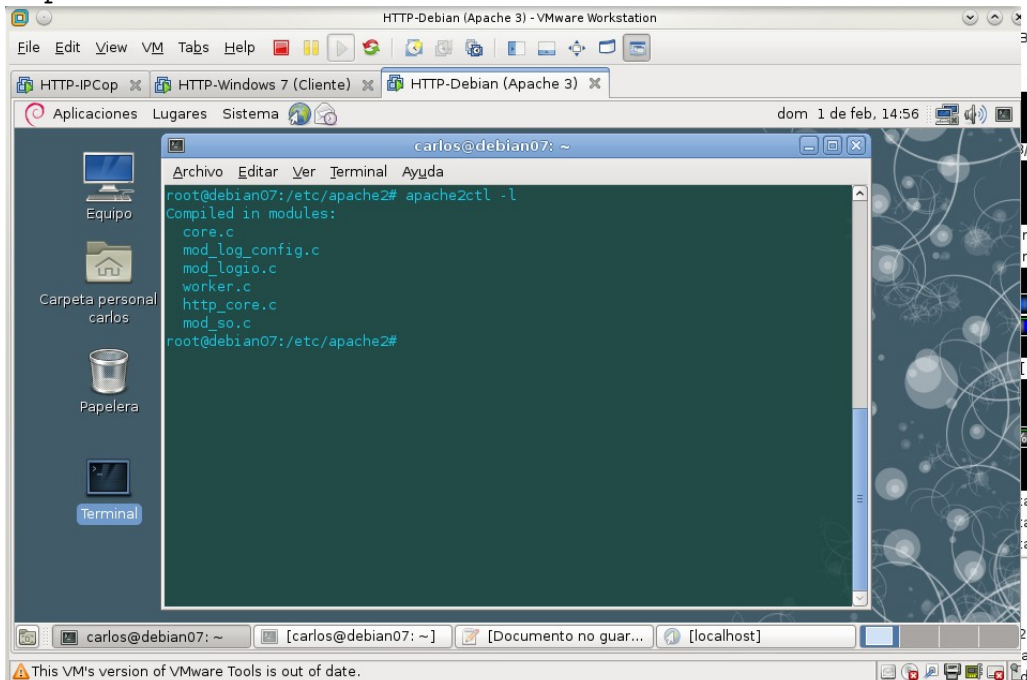 HTTP-Debian (Apache 3) - VMware Workstation
File Edit View VM Tabs Help
HTTP-IPCop HTTP-Windows 7 (Cliente) HTTP-Debian (Apache 3)
Aplicaciones Lugares Sistema dom 1 de feb, 14:56
carlos@debian07: ~
Archivo Editar Ver Terminal Ayuda
root@debian07:/etc/apache2# apache2ctl -l
Compiled in modules:
core.c
mod_log_config.c
mod_logio.c
worker.c
http_core.c
mod_so.c
root@debian07:/etc/apache2#
Equipo
Carpeta personal
carlos
Papelera
Terminal
carlos@debian07: ~ [carlos@debian07: ~] [Documento no guar... [localhost]
This VM's version of VMware Tools is out of date.